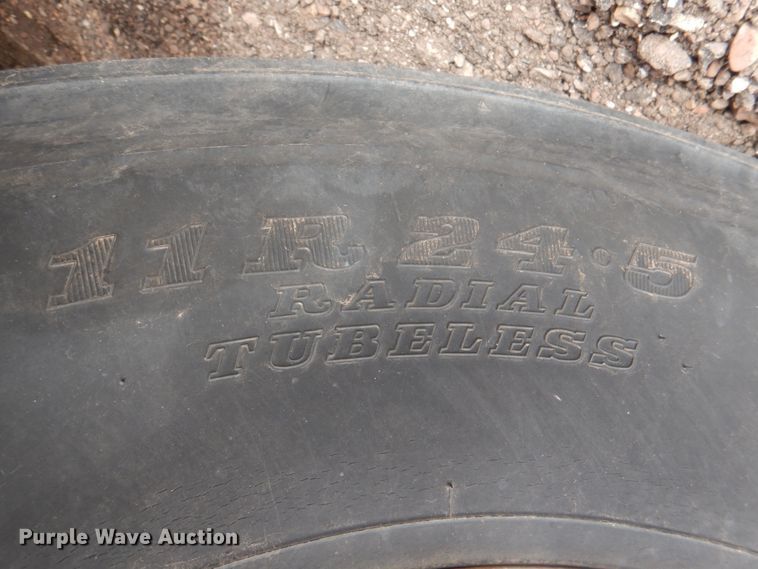 11R24·5
RADIAL
TUBELESS
Purple Wave Auction®